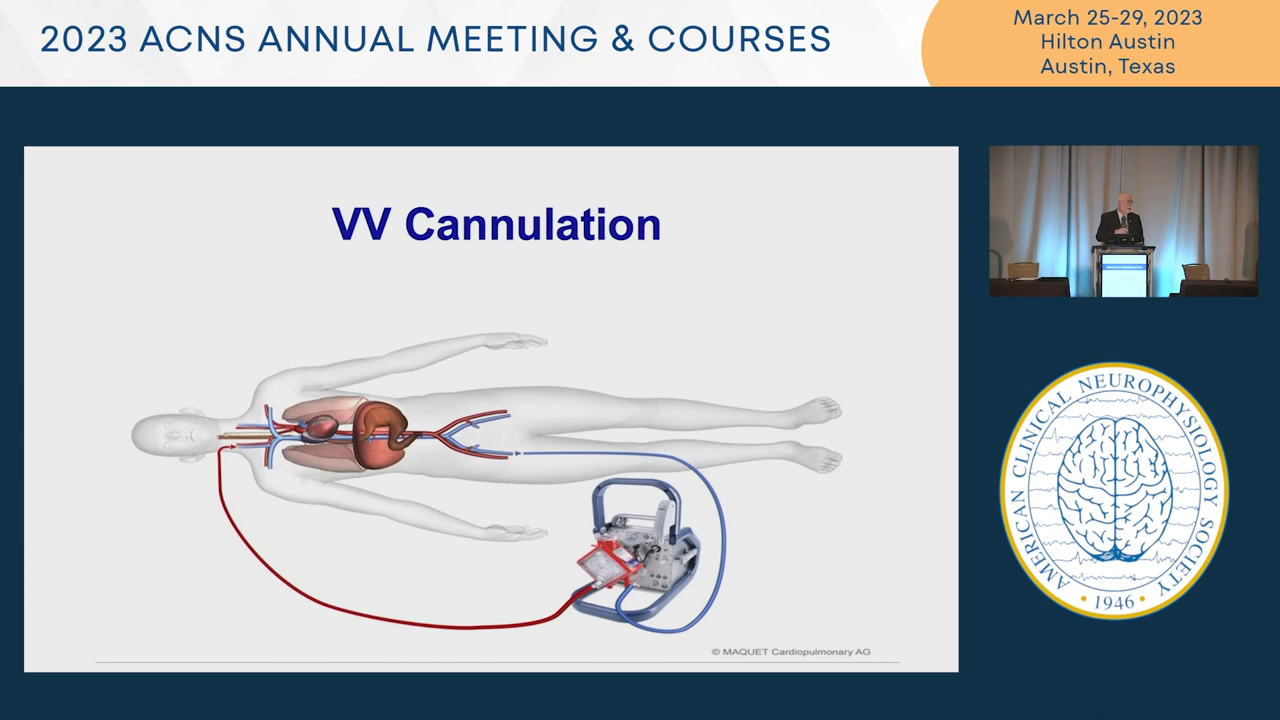 2023 ACNS ANNUAL MEETING & COURSES
March 25-29, 2023
Hilton Austin
Austin, Texas
VV Cannulation
© MAQUET Cardiopulmonary AG
AMERICAN CLINICAL NEUROPHYSIOLOGY SOCIETY
• 1946 •